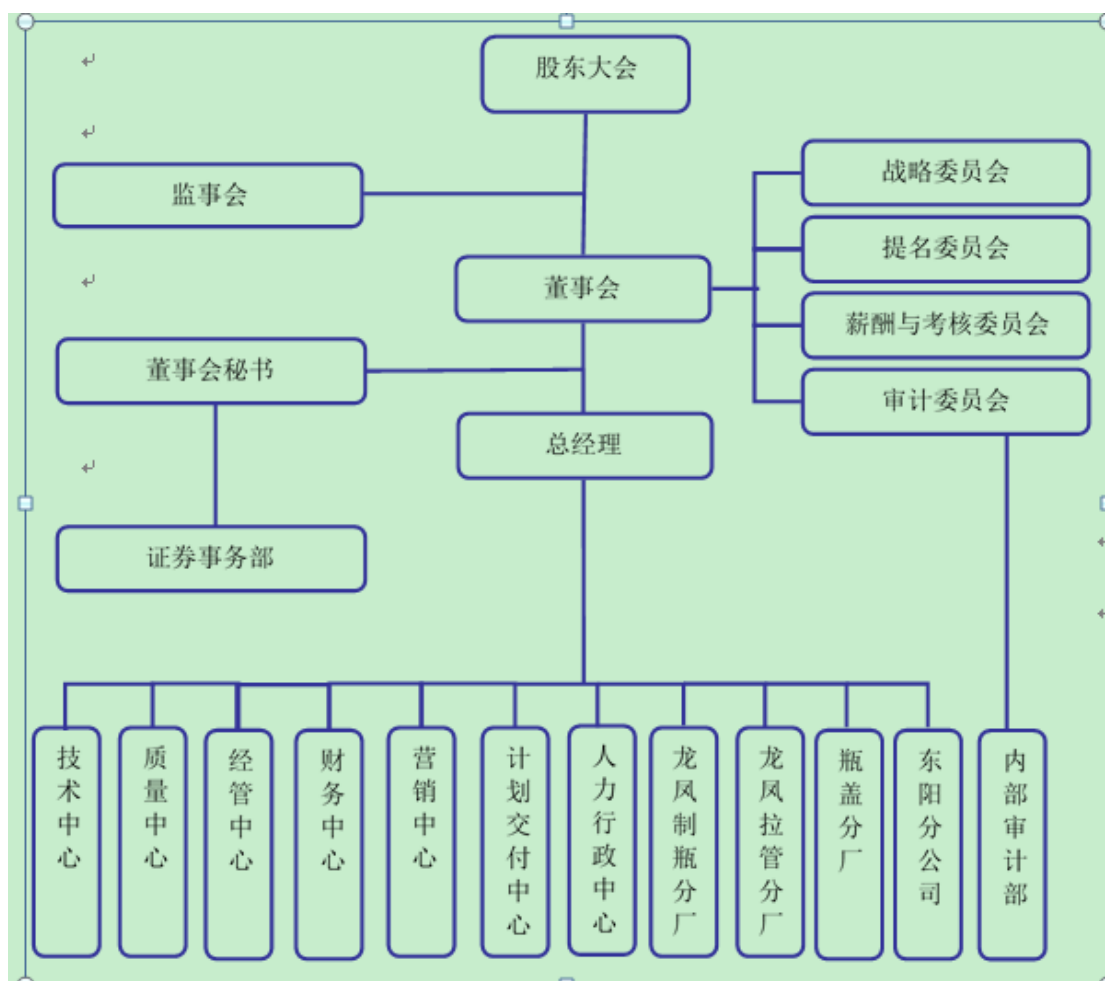 股东大会
监事会
战略委员会
提名委员会
董事会
薪酬与考核委员会
董事会秘书
审计委员会
总经理
证券事务部
技术中心
质量中心
经管中心
财务中心
营销中心
计划交付中心
人力行政中心
龙凤制瓶分厂
龙凤拉管分厂
瓶盖分厂
东阳分公司
内部审计部